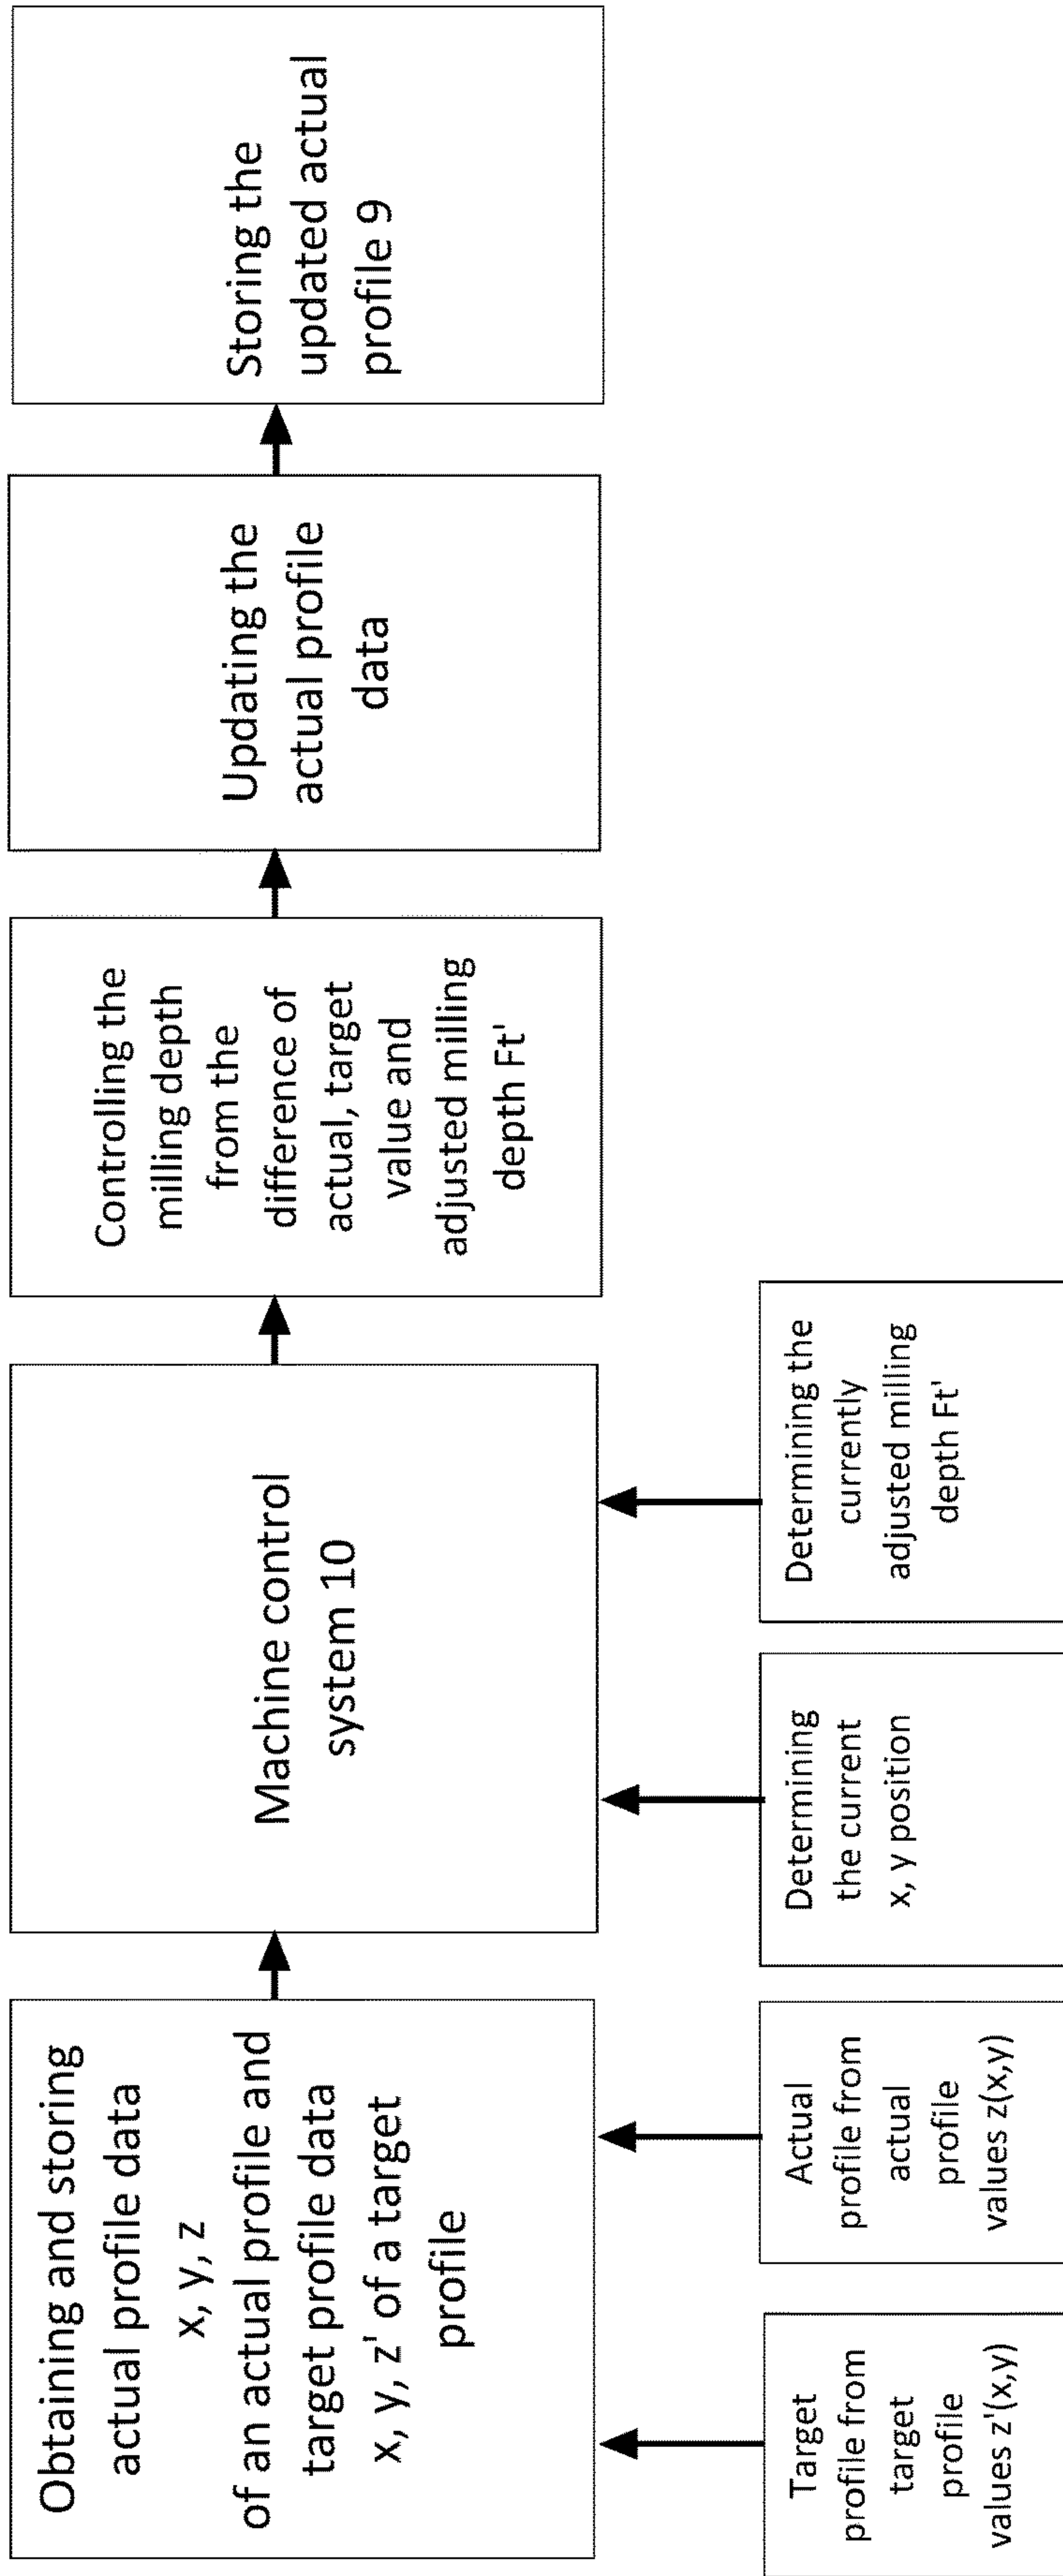 Obtaining and storing
actual profile data
x, y, z
of an actual profile and
target profile data
x, y, z' of a target
profile
Machine control
system 10
Controlling the
milling depth
from the
difference of
actual, target
value and
adjusted milling
depth Ft'
Updating the
actual profile
data
Storing the
updated actual
profile 9
Target
profile from
target
profile
values z'(x,y)
Actual
profile from
actual
profile
values z(x,y)
Determining
the current
x, y position
Determining the
currently
adjusted milling
depth Ft'